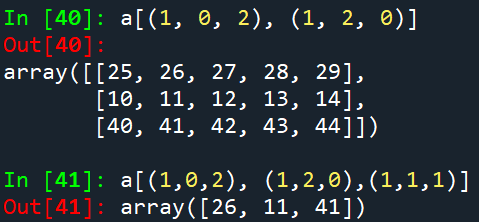 In [40]: a[(1, 0, 2), (1, 2, 0)]
Out[40]:
array([[25, 26, 27, 28, 29],
       [10, 11, 12, 13, 14],
       [40, 41, 42, 43, 44]])
In [41]: a[(1,0,2), (1,2,0),(1,1,1)]
Out[41]: array([26, 11, 41])